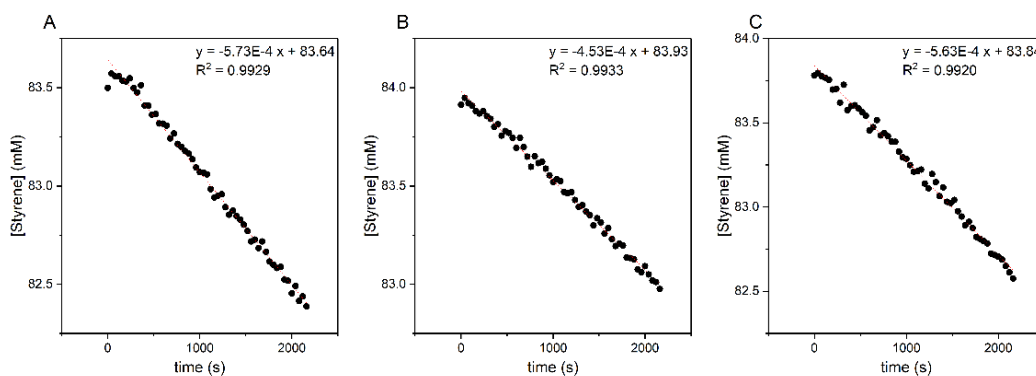 A
y = -5.73E-4 x + 83.64
R² = 0.9929
83.5
83.0
82.5
[Styrene] (mM)
0 1000 2000
time (s)
B
y = -4.53E-4 x + 83.93
R² = 0.9933
84.0
83.5
83.0
[Styrene] (mM)
0 1000 2000
time (s)
C
y = -5.63E-4 x + 83.84
R² = 0.9920
84.0
83.5
83.0
82.5
[Styrene] (mM)
0 1000 2000
time (s)